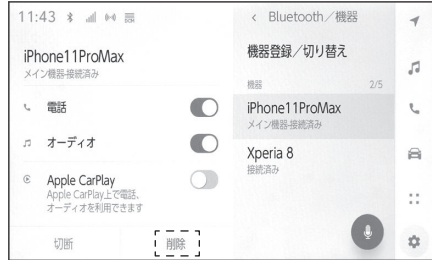 11:43
iPhone11ProMax
メイン機器-接続済み
電話
オーディオ
Apple CarPlay
Apple CarPlay上で電話、
オーディオを利用できます
切断
削除
< Bluetooth／機器
機器登録／切り替え
機器 2/5
iPhone11ProMax
メイン機器-接続済み
Xperia 8
接続済み